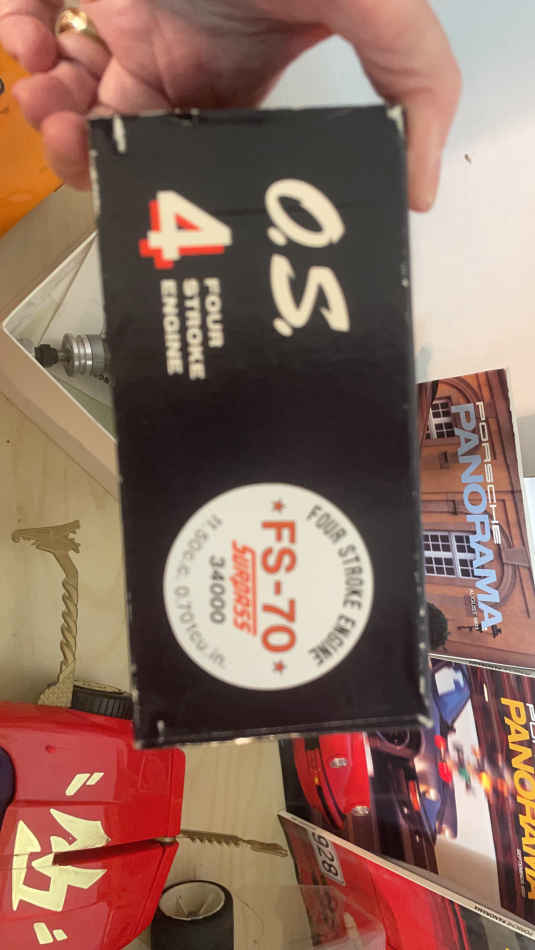 O.S.
4
FOUR
STROKE
ENGINE
FOUR STROKE ENGINE
FS-70
SURPASS
34000
11.50c.c. 0.701cu.in.
PORSCHE
PANORAMA
PANORAMA
928